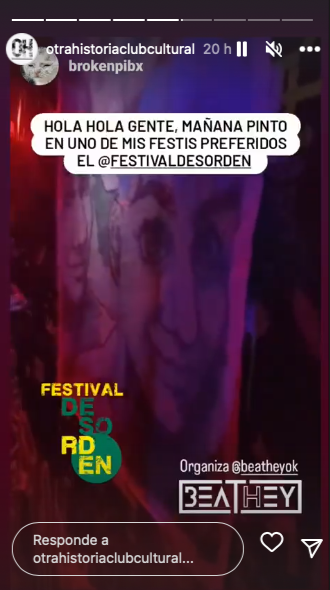 otrahistoriaclubcultural 20 h
brokenpibx
HOLA HOLA GENTE, MAÑANA PINTO
EN UNO DE MIS FESTIS PREFERIDOS
EL @FESTIVALDESORDEN
FESTIVAL
DE
SO
RD
EN
Organiza @beatheyok
BEATHEY
Responde a
otrahistoriaclubcultural...